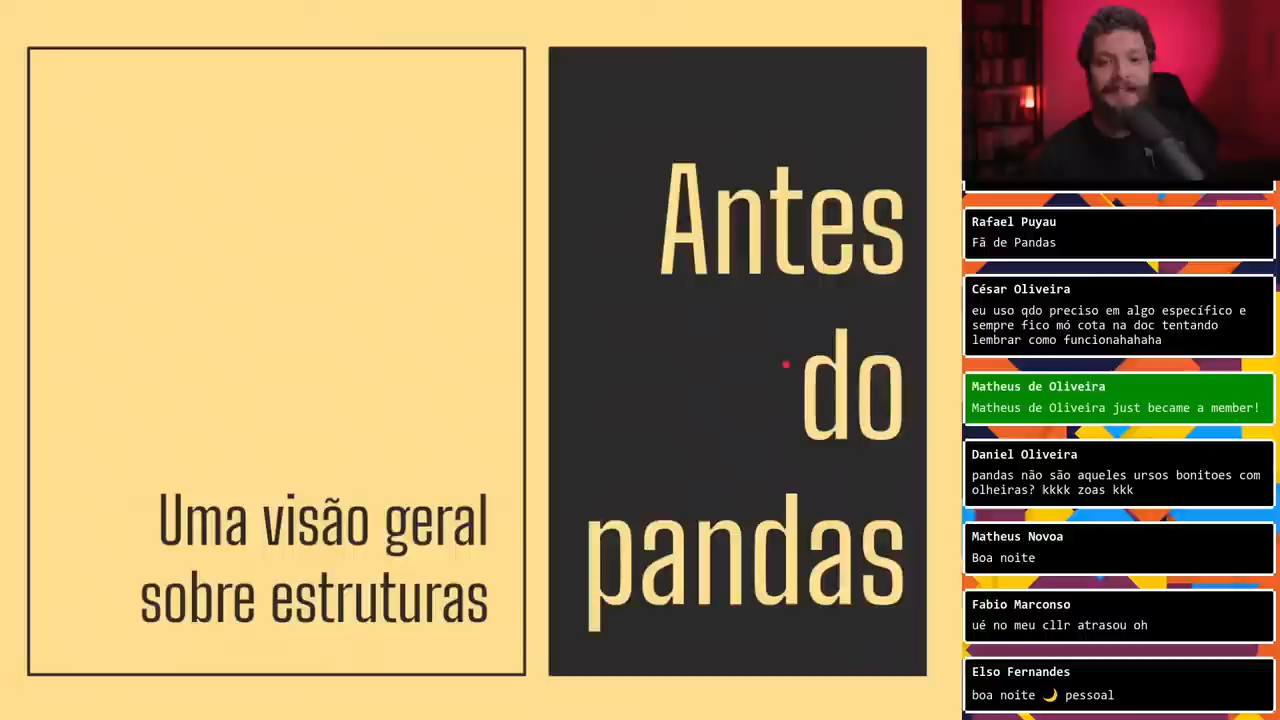 Uma visão geral
sobre estruturas
Antes
do
pandas
Rafael Puyau
Fã de Pandas
César Oliveira
eu uso qdo preciso em algo específico e
sempre fico mó cota na doc tentando
lembrar como funcionahahaha
Matheus de Oliveira
Matheus de Oliveira just became a member!
Daniel Oliveira
pandas não são aqueles ursos bonitoes com
olheiras? kkkk zoas kkk
Matheus Novoa
Boa noite
Fabio Marconso
ué no meu cllr atrasou oh
Elso Fernandes
boa noite 🌙 pessoal